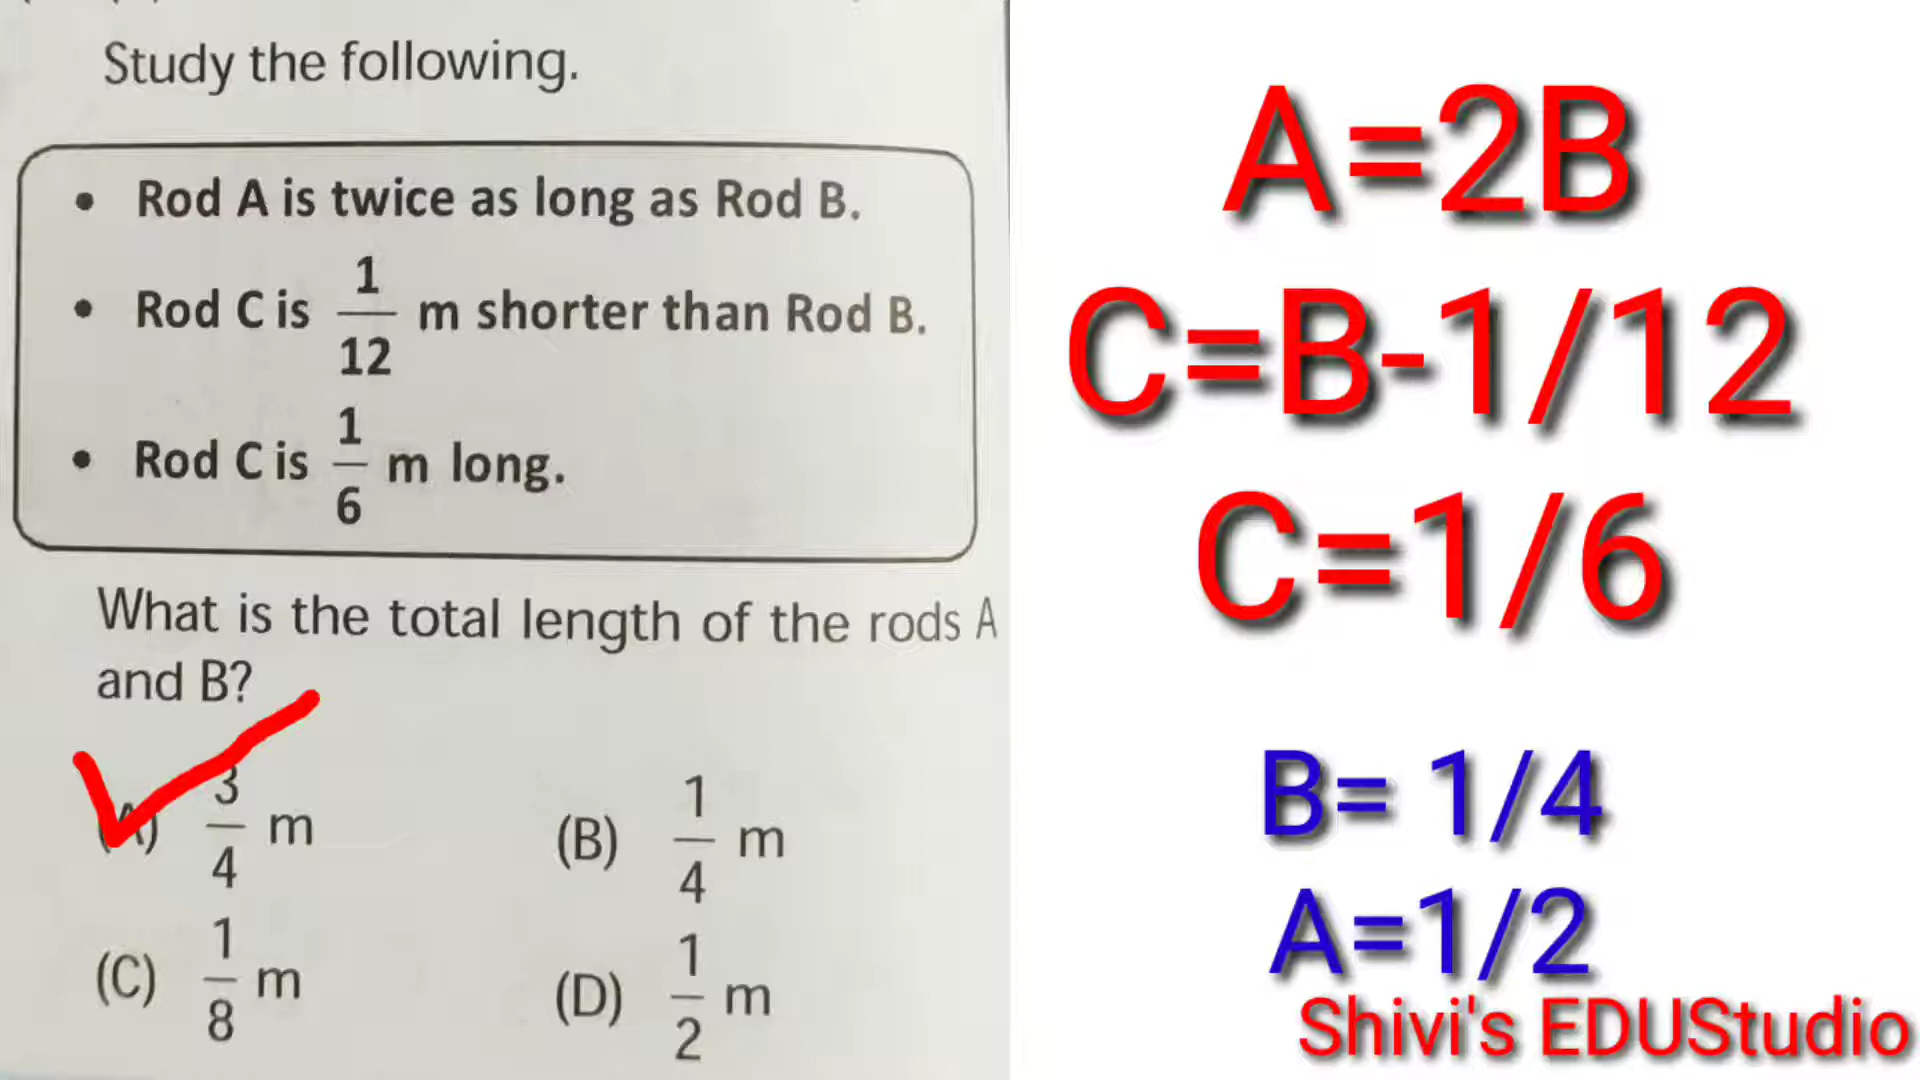 Study the following.
• Rod A is twice as long as Rod B.
• Rod C is 1/12 m shorter than Rod B.
• Rod C is 1/6 m long.
What is the total length of the rods A
and B?
(A) 3/4 m
(B) 1/4 m
(C) 1/8 m
(D) 1/2 m
A=2B
C=B-1/12
C=1/6
B= 1/4
A=1/2
Shivi's EDUStudio